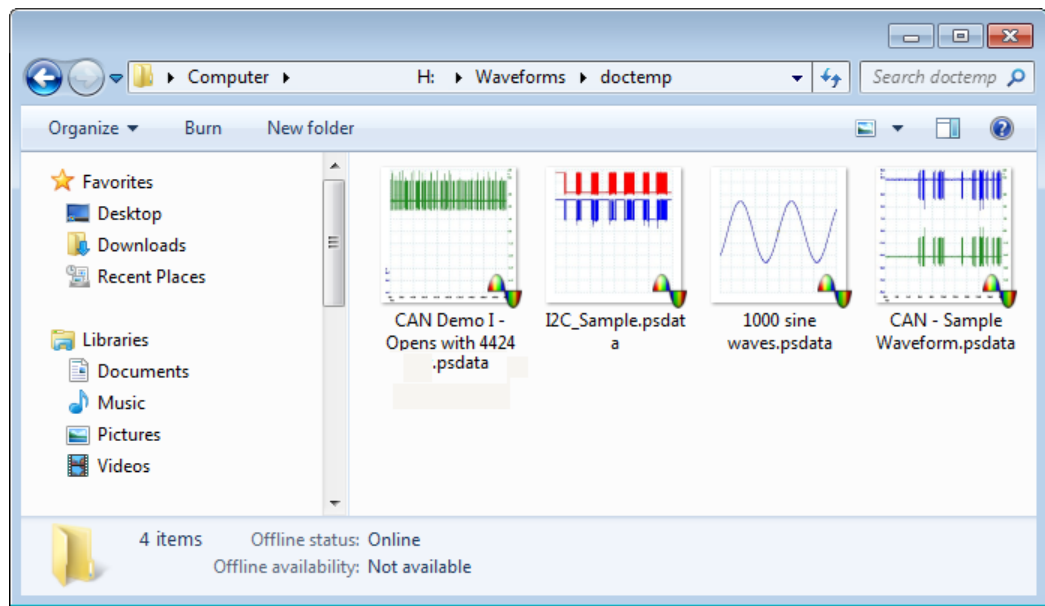 Computer H: Waveforms doctemp Search doctemp
Organize Burn New folder
Favorites
Desktop
Downloads
Recent Places
Libraries
Documents
Music
Pictures
Videos
CAN Demo I -
Opens with 4424
.psdata
I2C_Sample.psdat
a
1000 sine
waves.psdata
CAN - Sample
Waveform.psdata
4 items Offline status: Online
Offline availability: Not available